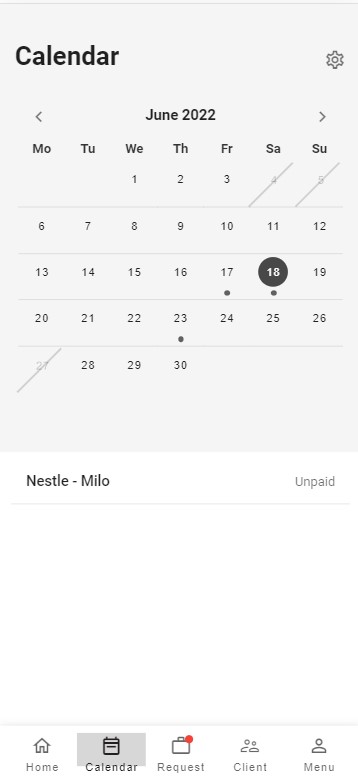 Calendar
June 2022
Mo Tu We Th Fr Sa Su
1 2 3 4 5
6 7 8 9 10 11 12
13 14 15 16 17 18 19
20 21 22 23 24 25 26
27 28 29 30
Nestle - Milo Unpaid
Home Calendar Request Client Menu